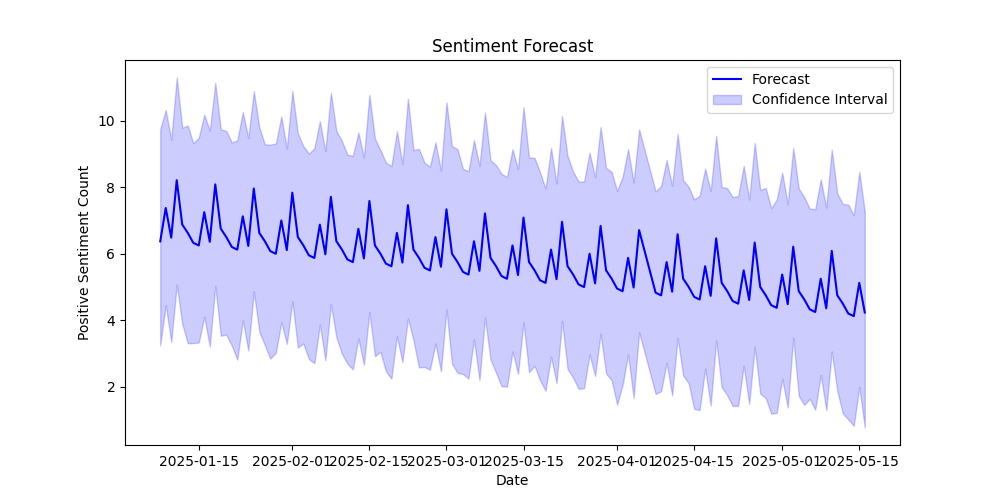 Sentiment Forecast
Forecast
Confidence Interval
Positive Sentiment Count
10
8
6
4
2
2025-01-15 2025-02-01 2025-02-15 2025-03-01 2025-03-15 2025-04-01 2025-04-15 2025-05-01 2025-05-15
Date